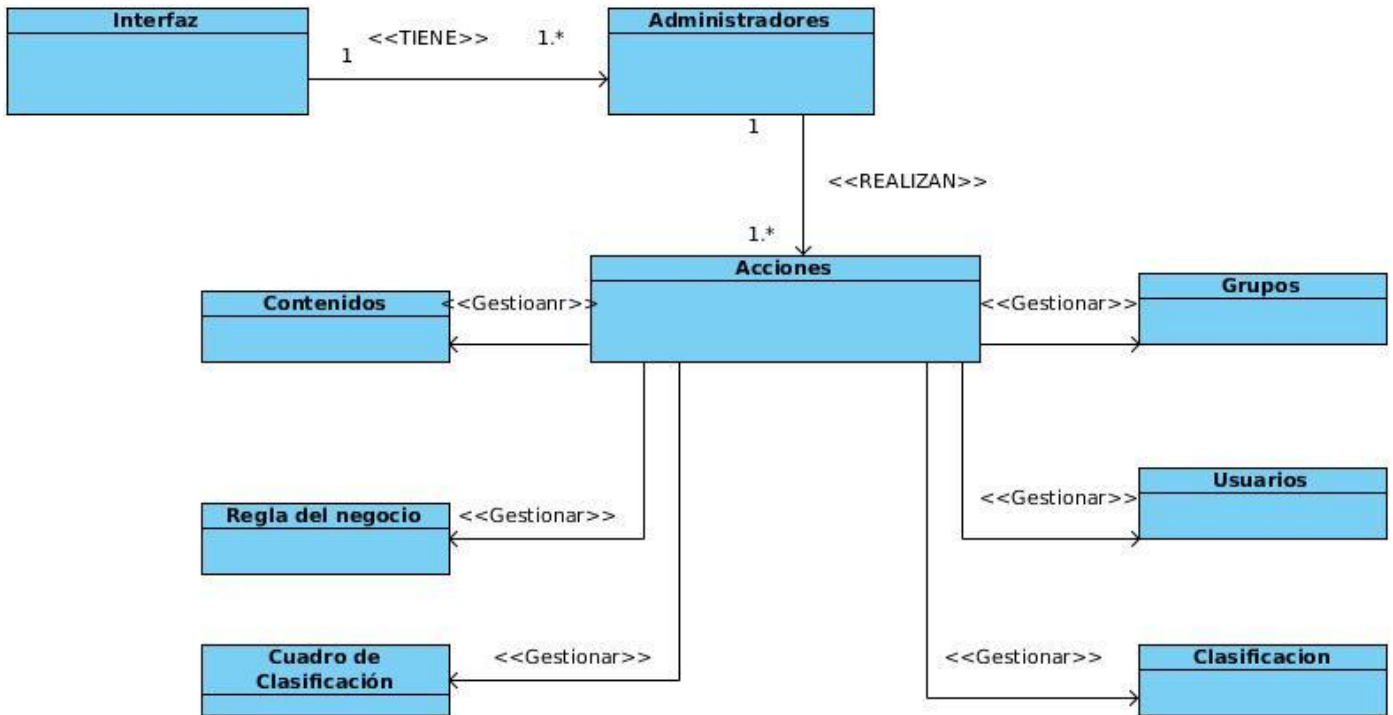 Interfaz
Administradores
<<TIENE>>
1.*
1
1
<<REALIZAN>>
1.*
Acciones
Contenidos
<<Gestioanr>>
<<Gestionar>>
Grupos
Regla del negocio
<<Gestionar>>
<<Gestionar>>
Usuarios
Cuadro de
Clasificación
<<Gestionar>>
<<Gestionar>>
Clasificacion